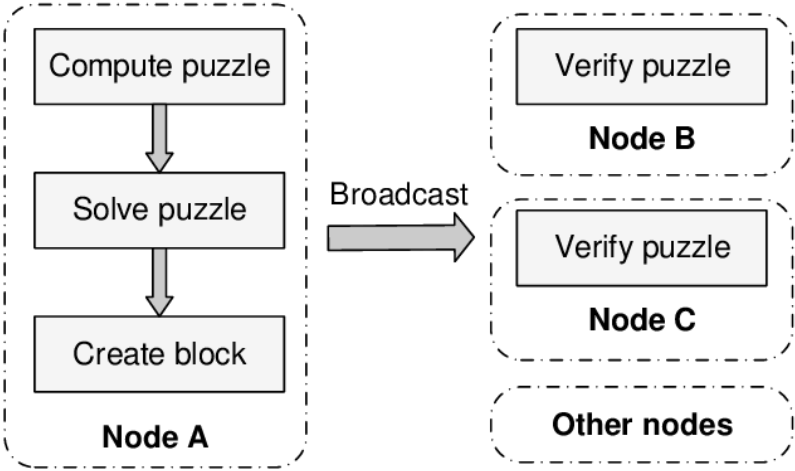 Compute puzzle
Solve puzzle
Create block
Node A
Broadcast
Verify puzzle
Node B
Verify puzzle
Node C
Other nodes